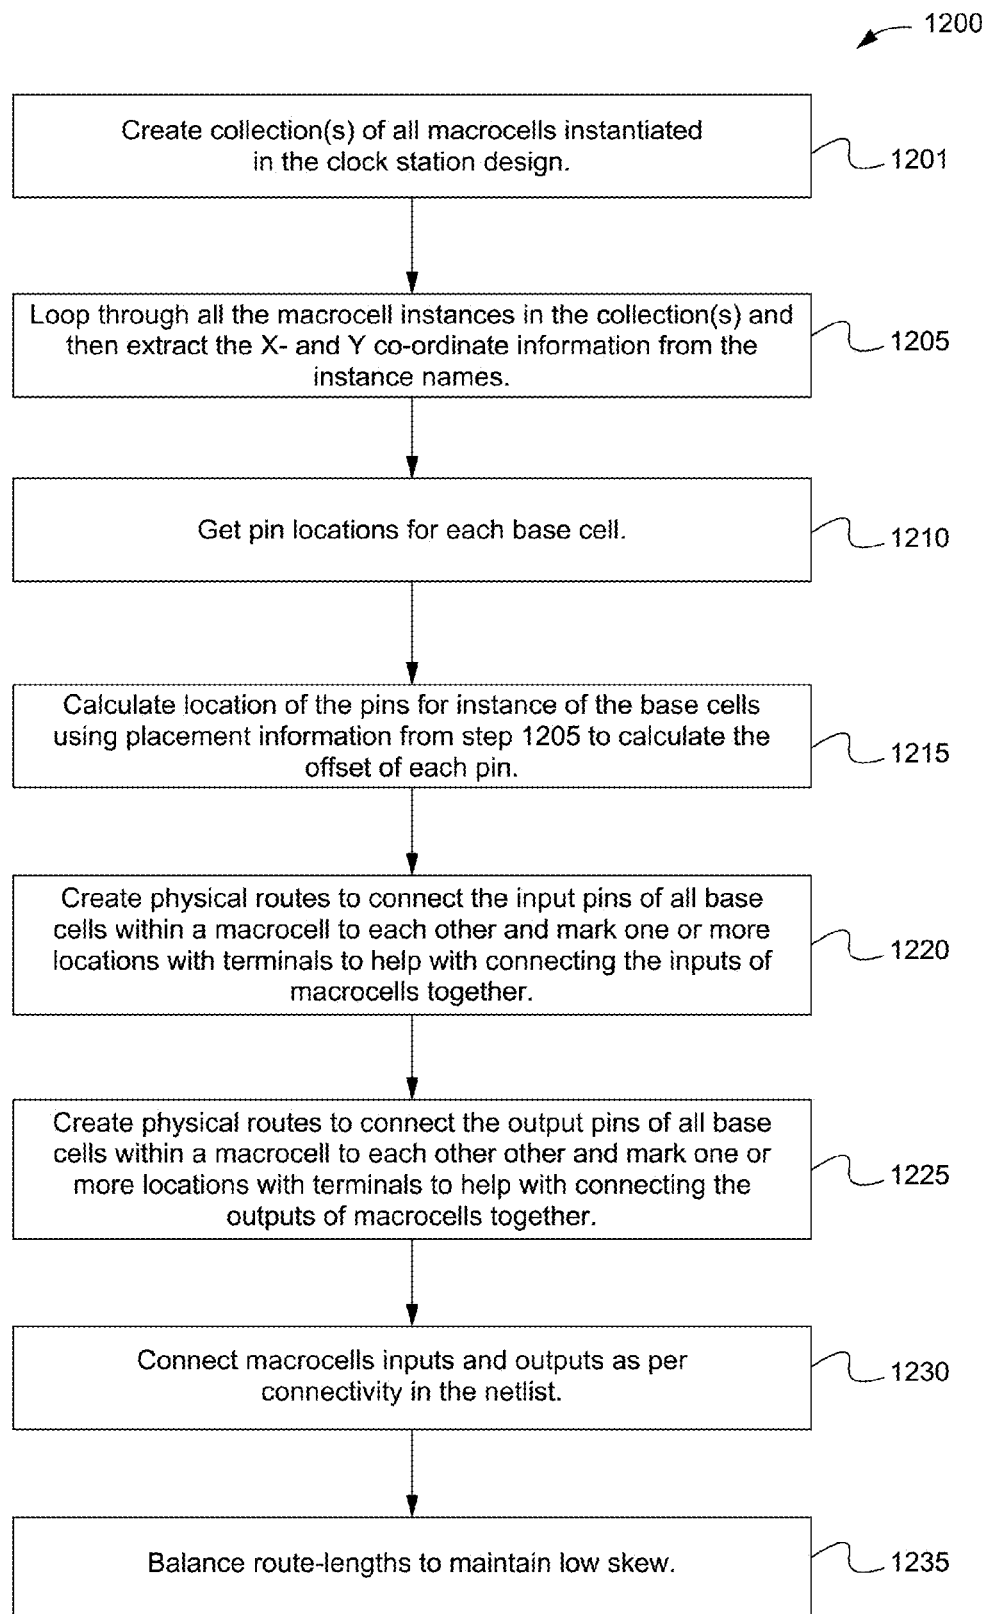 1200
Create collection(s) of all macrocells instantiated
in the clock station design.
1201
Loop through all the macrocell instances in the collection(s) and
then extract the X- and Y co-ordinate information from the
instance names.
1205
Get pin locations for each base cell.
1210
Calculate location of the pins for instance of the base cells
using placement information from step 1205 to calculate the
offset of each pin.
1215
Create physical routes to connect the input pins of all base
cells within a macrocell to each other and mark one or more
locations with terminals to help with connecting the inputs of
macrocells together.
1220
Create physical routes to connect the output pins of all base
cells within a macrocell to each other other and mark one or
more locations with terminals to help with connecting the
outputs of macrocells together.
1225
Connect macrocells inputs and outputs as per
connectivity in the netlist.
1230
Balance route-lengths to maintain low skew.
1235